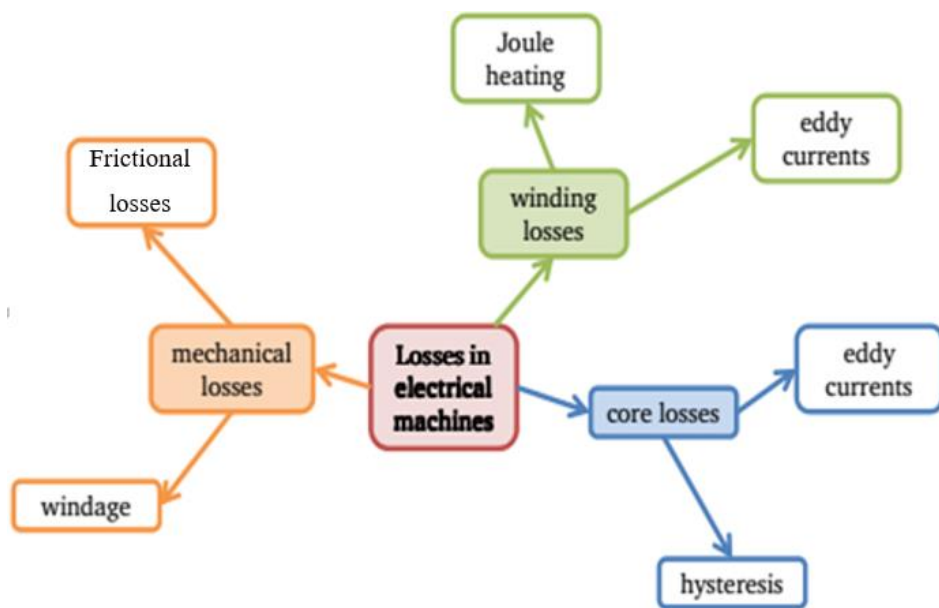 Joule
heating
eddy
currents
Frictional
losses
winding
losses
mechanical
losses
Losses in
electrical
machines
eddy
currents
core losses
windage
hysteresis